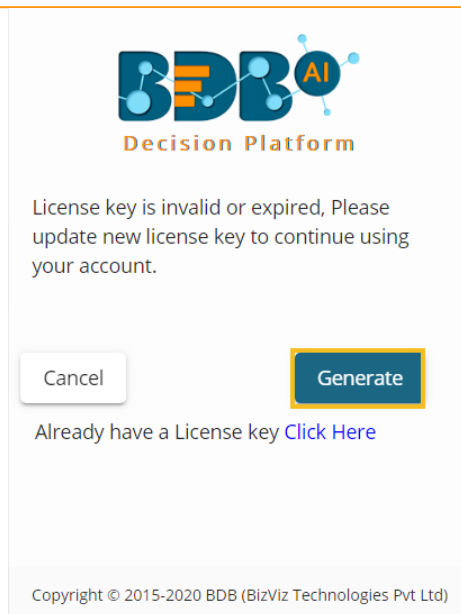 BDB AI
Decision Platform
License key is invalid or expired, Please
update new license key to continue using
your account.
Cancel
Generate
Already have a License key Click Here
Copyright © 2015-2020 BDB (BizViz Technologies Pvt Ltd)